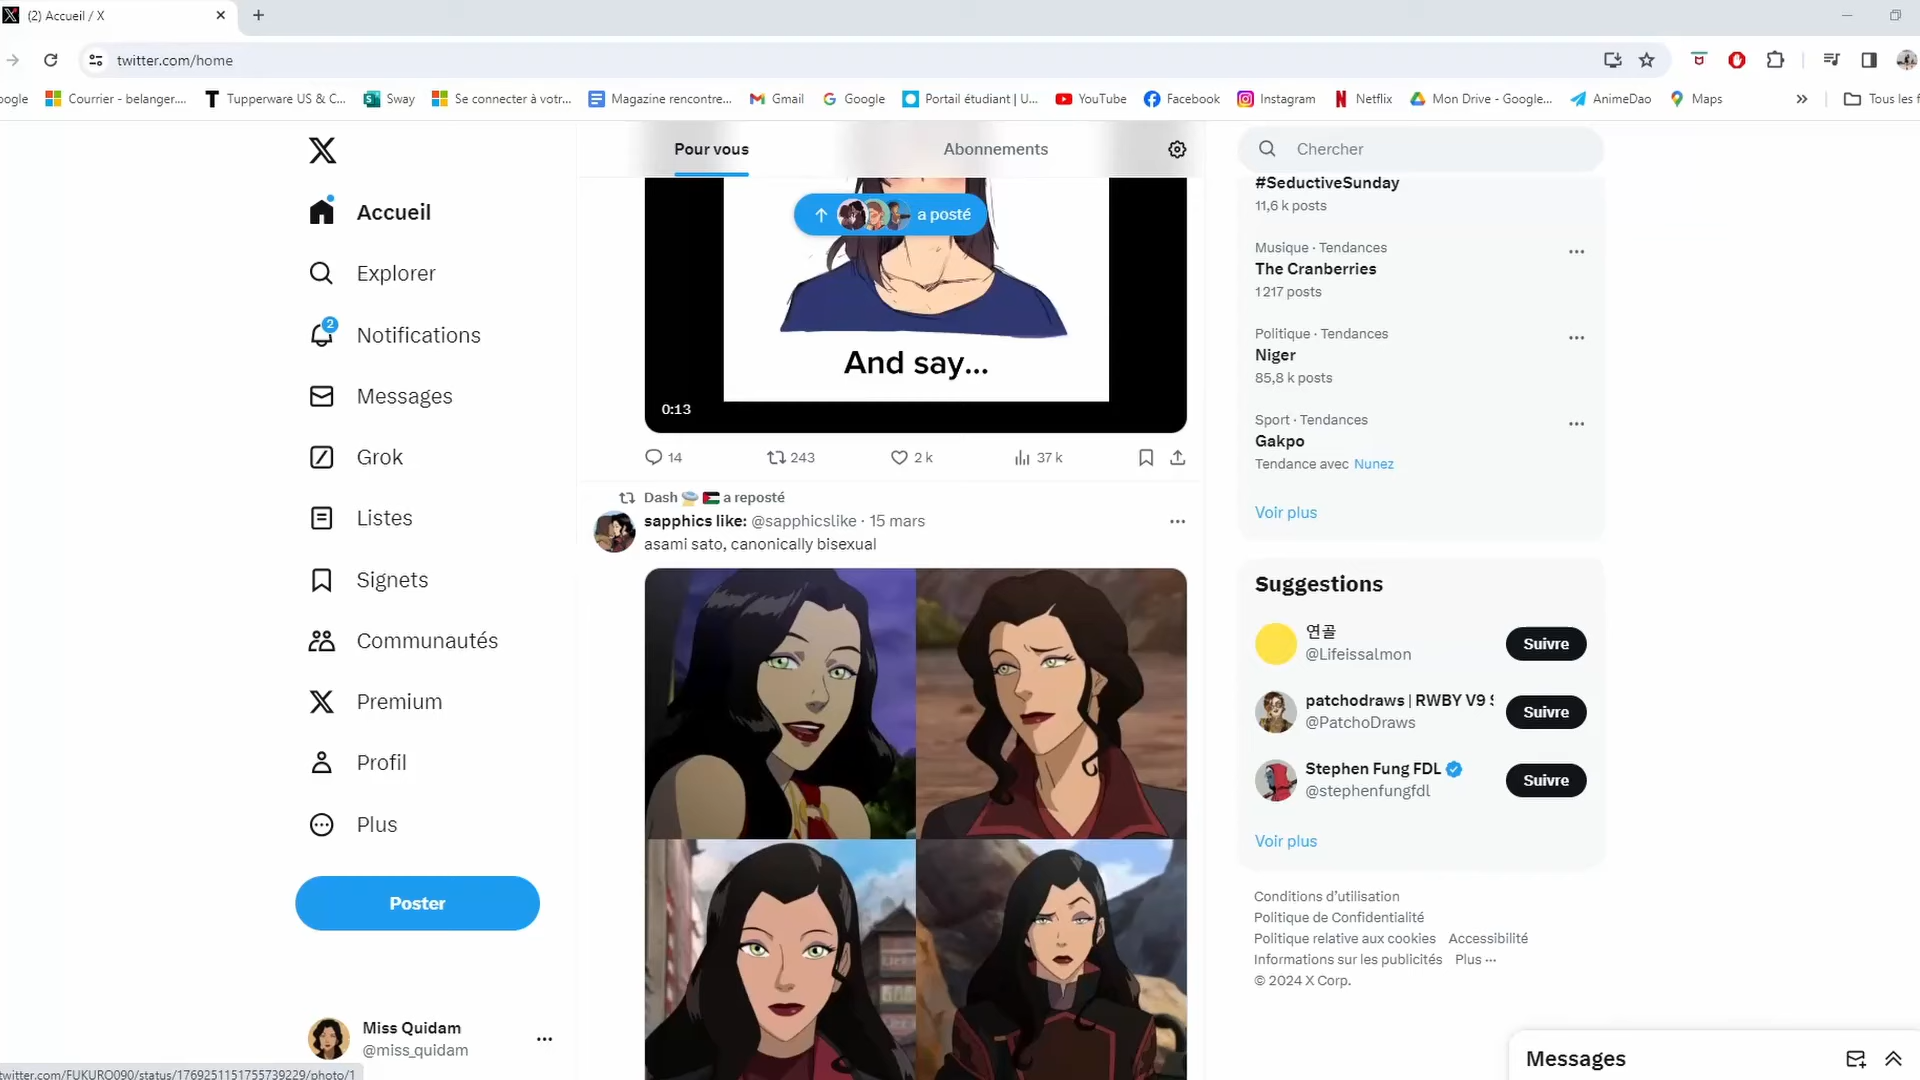 (2) Accueil / X
twitter.com/home
oogle
Courrier - belanger....
Tupperware US & C...
Sway
Se connecter à votr...
Magazine rencontre...
Gmail
Google
Portail étudiant | U...
YouTube
Facebook
Instagram
Netflix
Mon Drive - Google...
AnimeDao
Maps
Tous les f
Accueil
Explorer
2
Notifications
Messages
Grok
Listes
Signets
Communautés
Premium
Profil
Plus
Poster
Miss Quidam
@miss_quidam
twitter.com/FUKURO090/status/1769251151755739229/photo/1
Pour vous
Abonnements
a posté
And say...
0:13
14
243
2 k
37 k
Dash a reposté
sapphics like: @sapphicslike · 15 mars
asami sato, canonically bisexual
Chercher
#SeductiveSunday
11,6 k posts
Musique · Tendances
The Cranberries
1 217 posts
Politique · Tendances
Niger
85,8 k posts
Sport · Tendances
Gakpo
Tendance avec Nunez
Voir plus
Suggestions
연골
@Lifeissalmon
Suivre
patchodraws | RWBY V9
@PatchoDraws
Suivre
Stephen Fung FDL
@stephenfungfdl
Suivre
Voir plus
Conditions d’utilisation
Politique de Confidentialité
Politique relative aux cookies Accessibilité
Informations sur les publicités Plus ···
© 2024 X Corp.
Messages